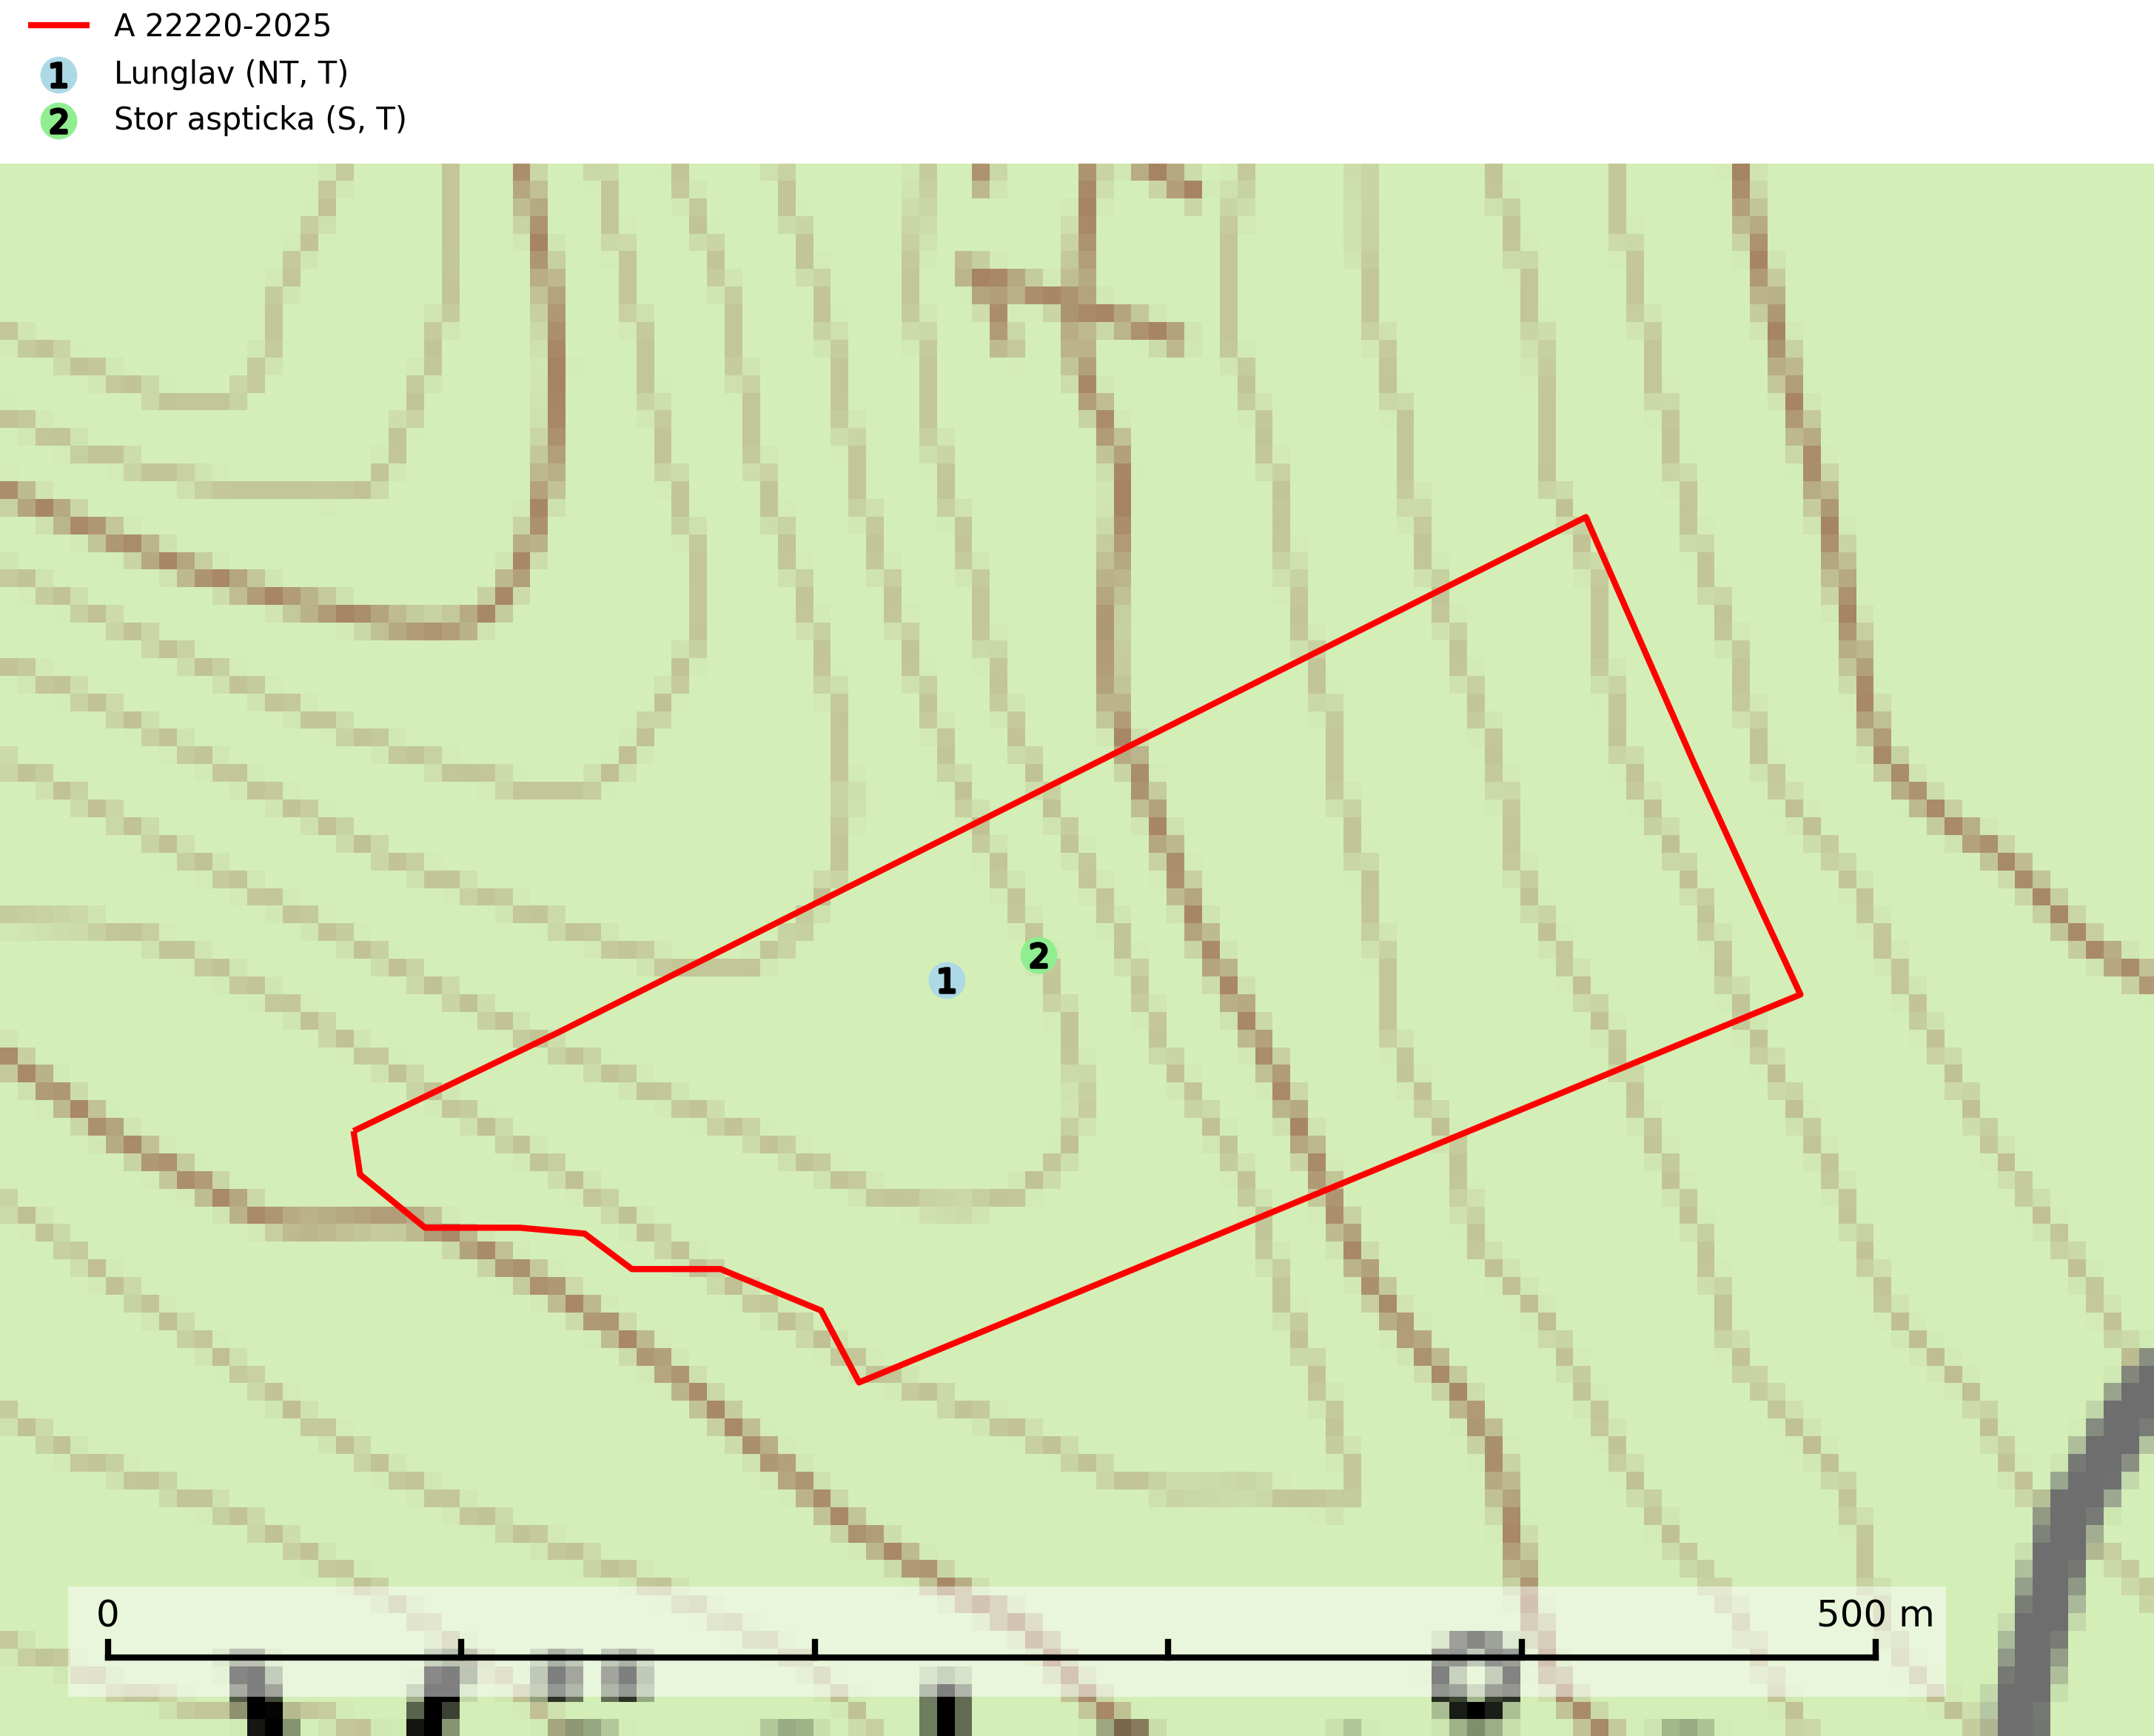 A 22220-2025
1 Lunglav (NT, T)
2 Stor aspticka (S, T)
2
1
0 500 m